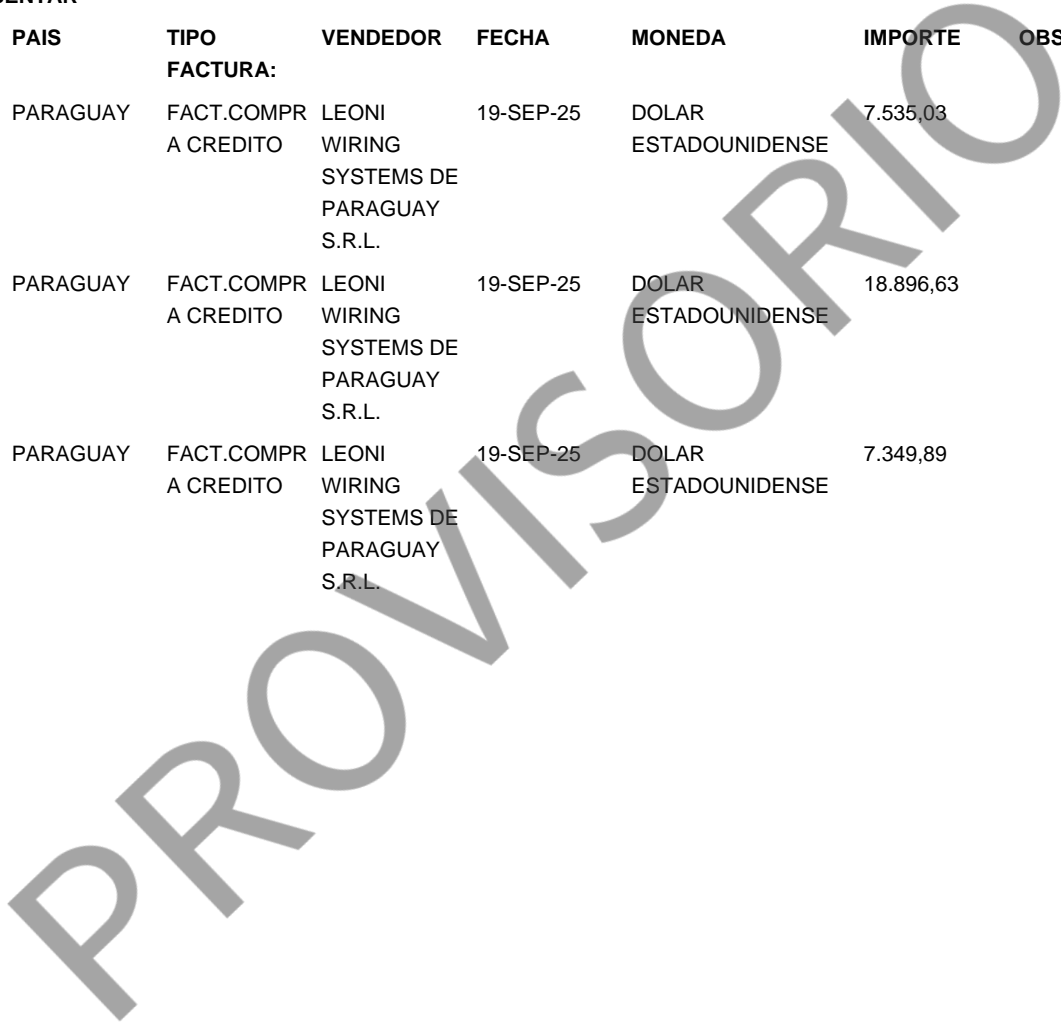 PAIS TIPO VENDEDOR FECHA MONEDA IMPORTE OBS
FACTURA:
PARAGUAY FACT.COMPR LEONI 19-SEP-25 DOLAR 7.535,03
A CREDITO WIRING ESTADOUNIDENSE
SYSTEMS DE
PARAGUAY
S.R.L.
PARAGUAY FACT.COMPR LEONI 19-SEP-25 DOLAR 18.896,63
A CREDITO WIRING ESTADOUNIDENSE
SYSTEMS DE
PARAGUAY
S.R.L.
PARAGUAY FACT.COMPR LEONI 19-SEP-25 DOLAR 7.349,89
A CREDITO WIRING ESTADOUNIDENSE
SYSTEMS DE
PARAGUAY
S.R.L.
PROVISORIO